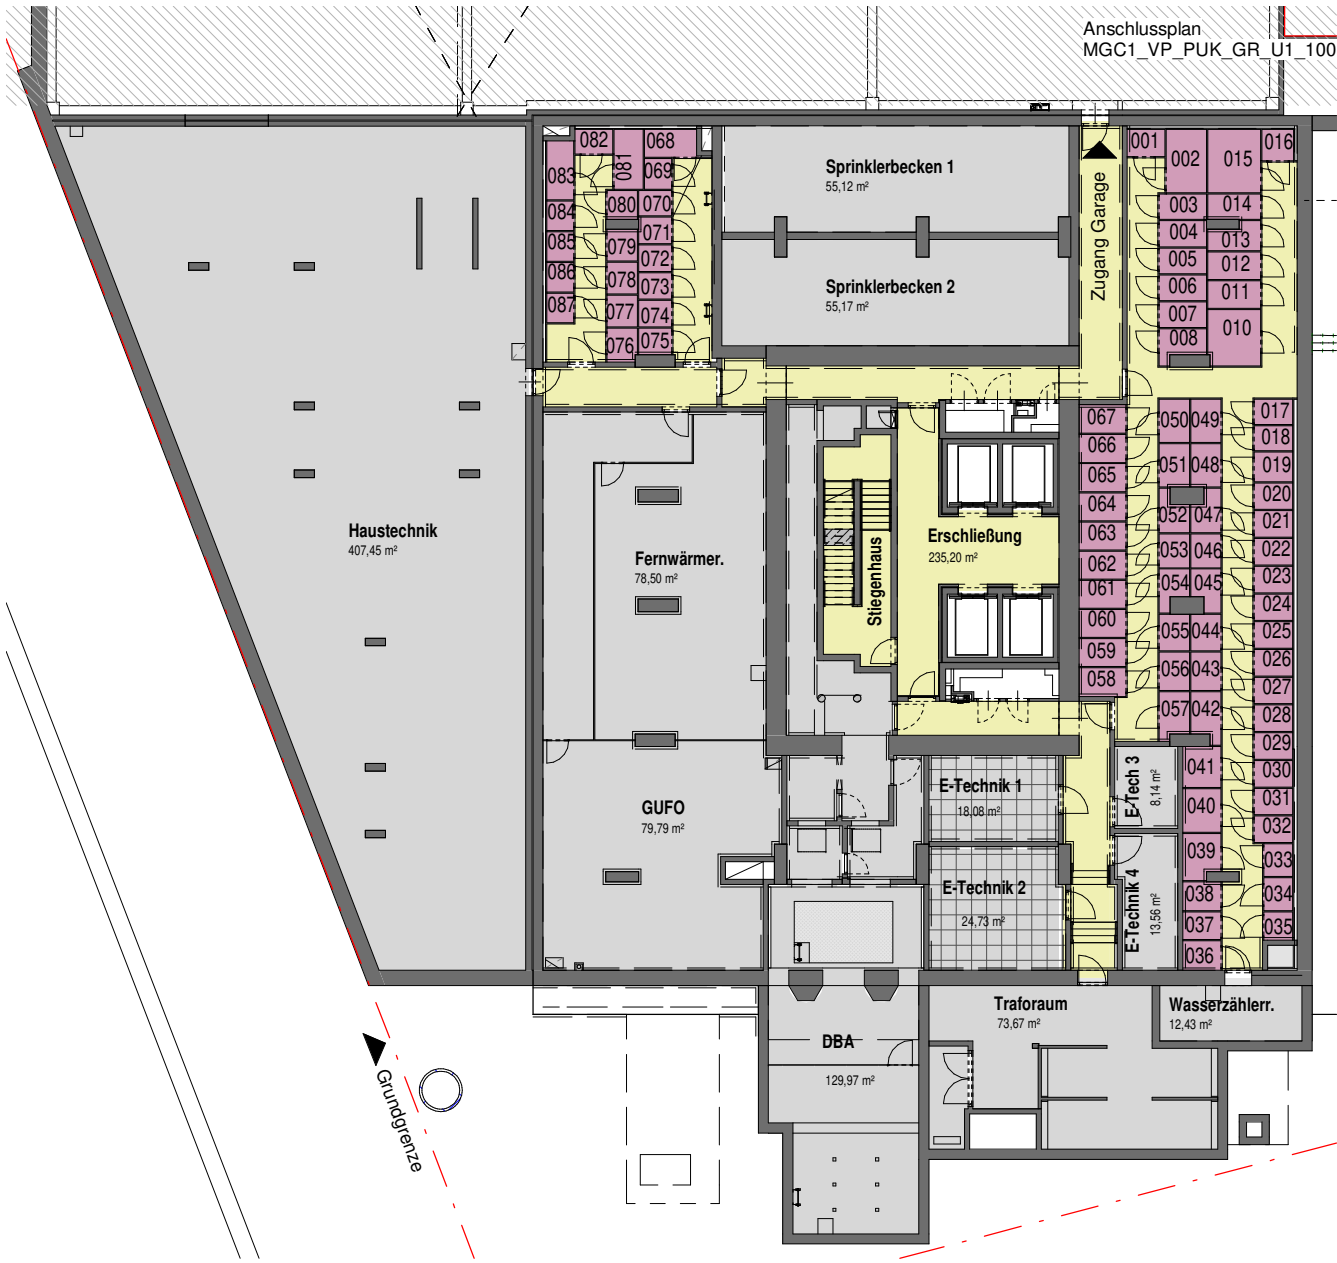 Anschlussplan
MGC1_VP_PUK_GR_U1_100
Zugang Garage
Sprinklerbecken 1
55,12 m²
Sprinklerbecken 2
55,17 m²
082
081
068
083
069
084
080
070
085
071
079
072
086
078
073
087
077
074
076
075
001
002
015
016
003
014
004
013
005
012
006
011
007
010
008
067
050
049
017
066
018
065
051
048
019
064
020
052
047
063
021
053
046
022
062
054
045
023
061
024
060
055
044
025
059
056
043
026
058
027
057
042
028
029
041
030
040
031
032
039
033
038
034
037
035
036
Haustechnik
407,45 m²
Fernwärmer.
78,50 m²
Stiegenhaus
Erschließung
235,20 m²
GUFO
79,79 m²
E-Technik 1
18,08 m²
E-Tech 3
8,14 m²
E-Technik 2
24,73 m²
E-Technik 4
13,56 m²
DBA
129,97 m²
Traforaum
73,67 m²
Wasserzählerr.
12,43 m²
Grundgrenze